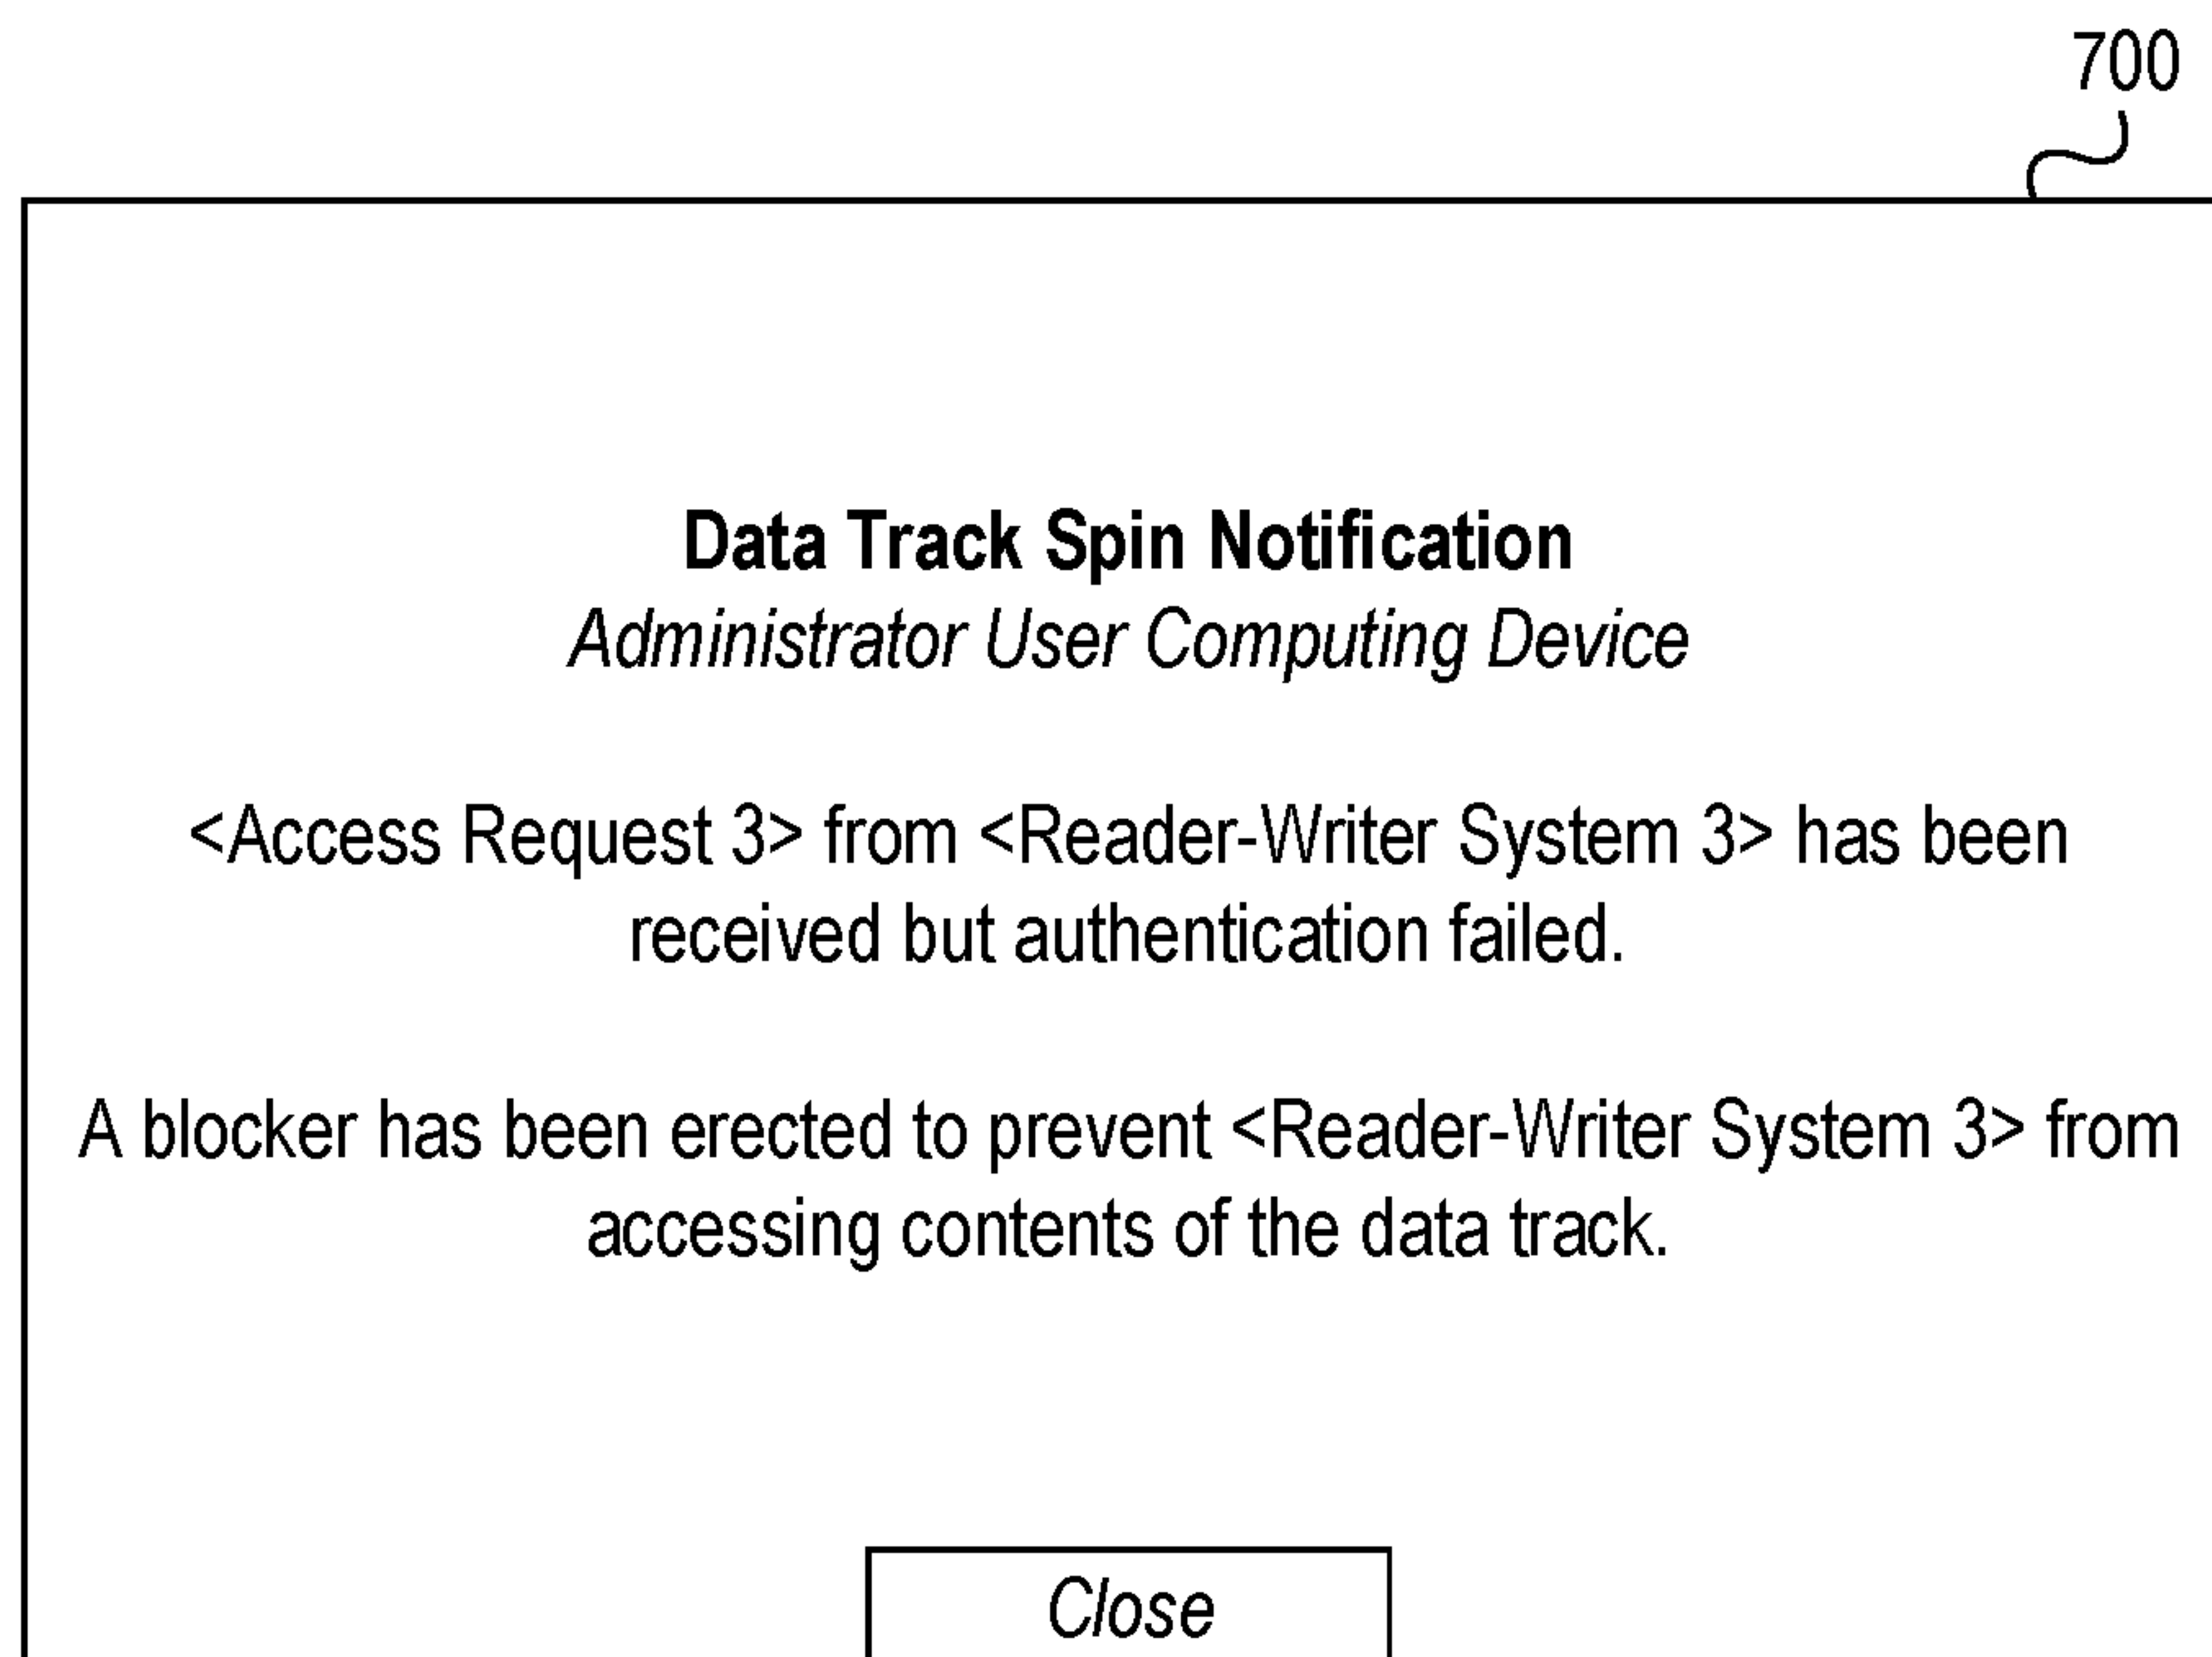 700
Data Track Spin Notification
Administrator User Computing Device
<Access Request 3> from <Reader-Writer System 3> has been
received but authentication failed.
A blocker has been erected to prevent <Reader-Writer System 3> from
accessing contents of the data track.
Close